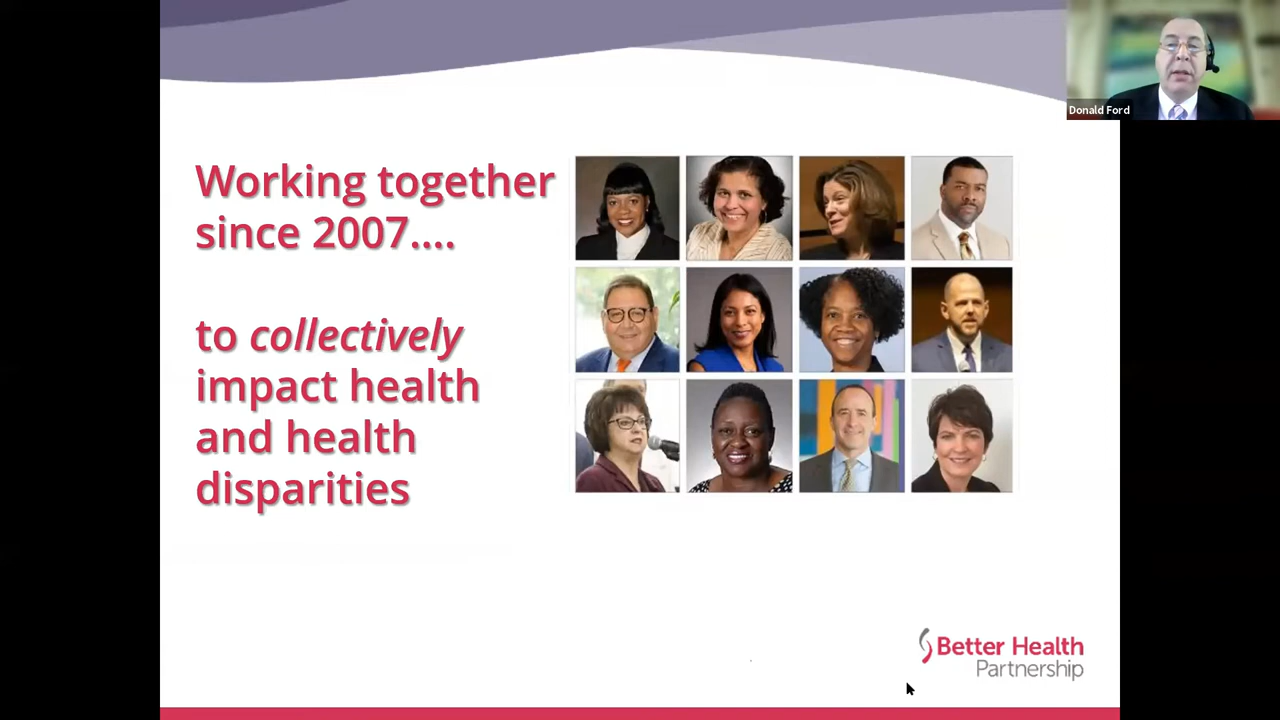 Donald Ford
Working together
since 2007....
to collectively
impact health
and health
disparities
Better Health
Partnership